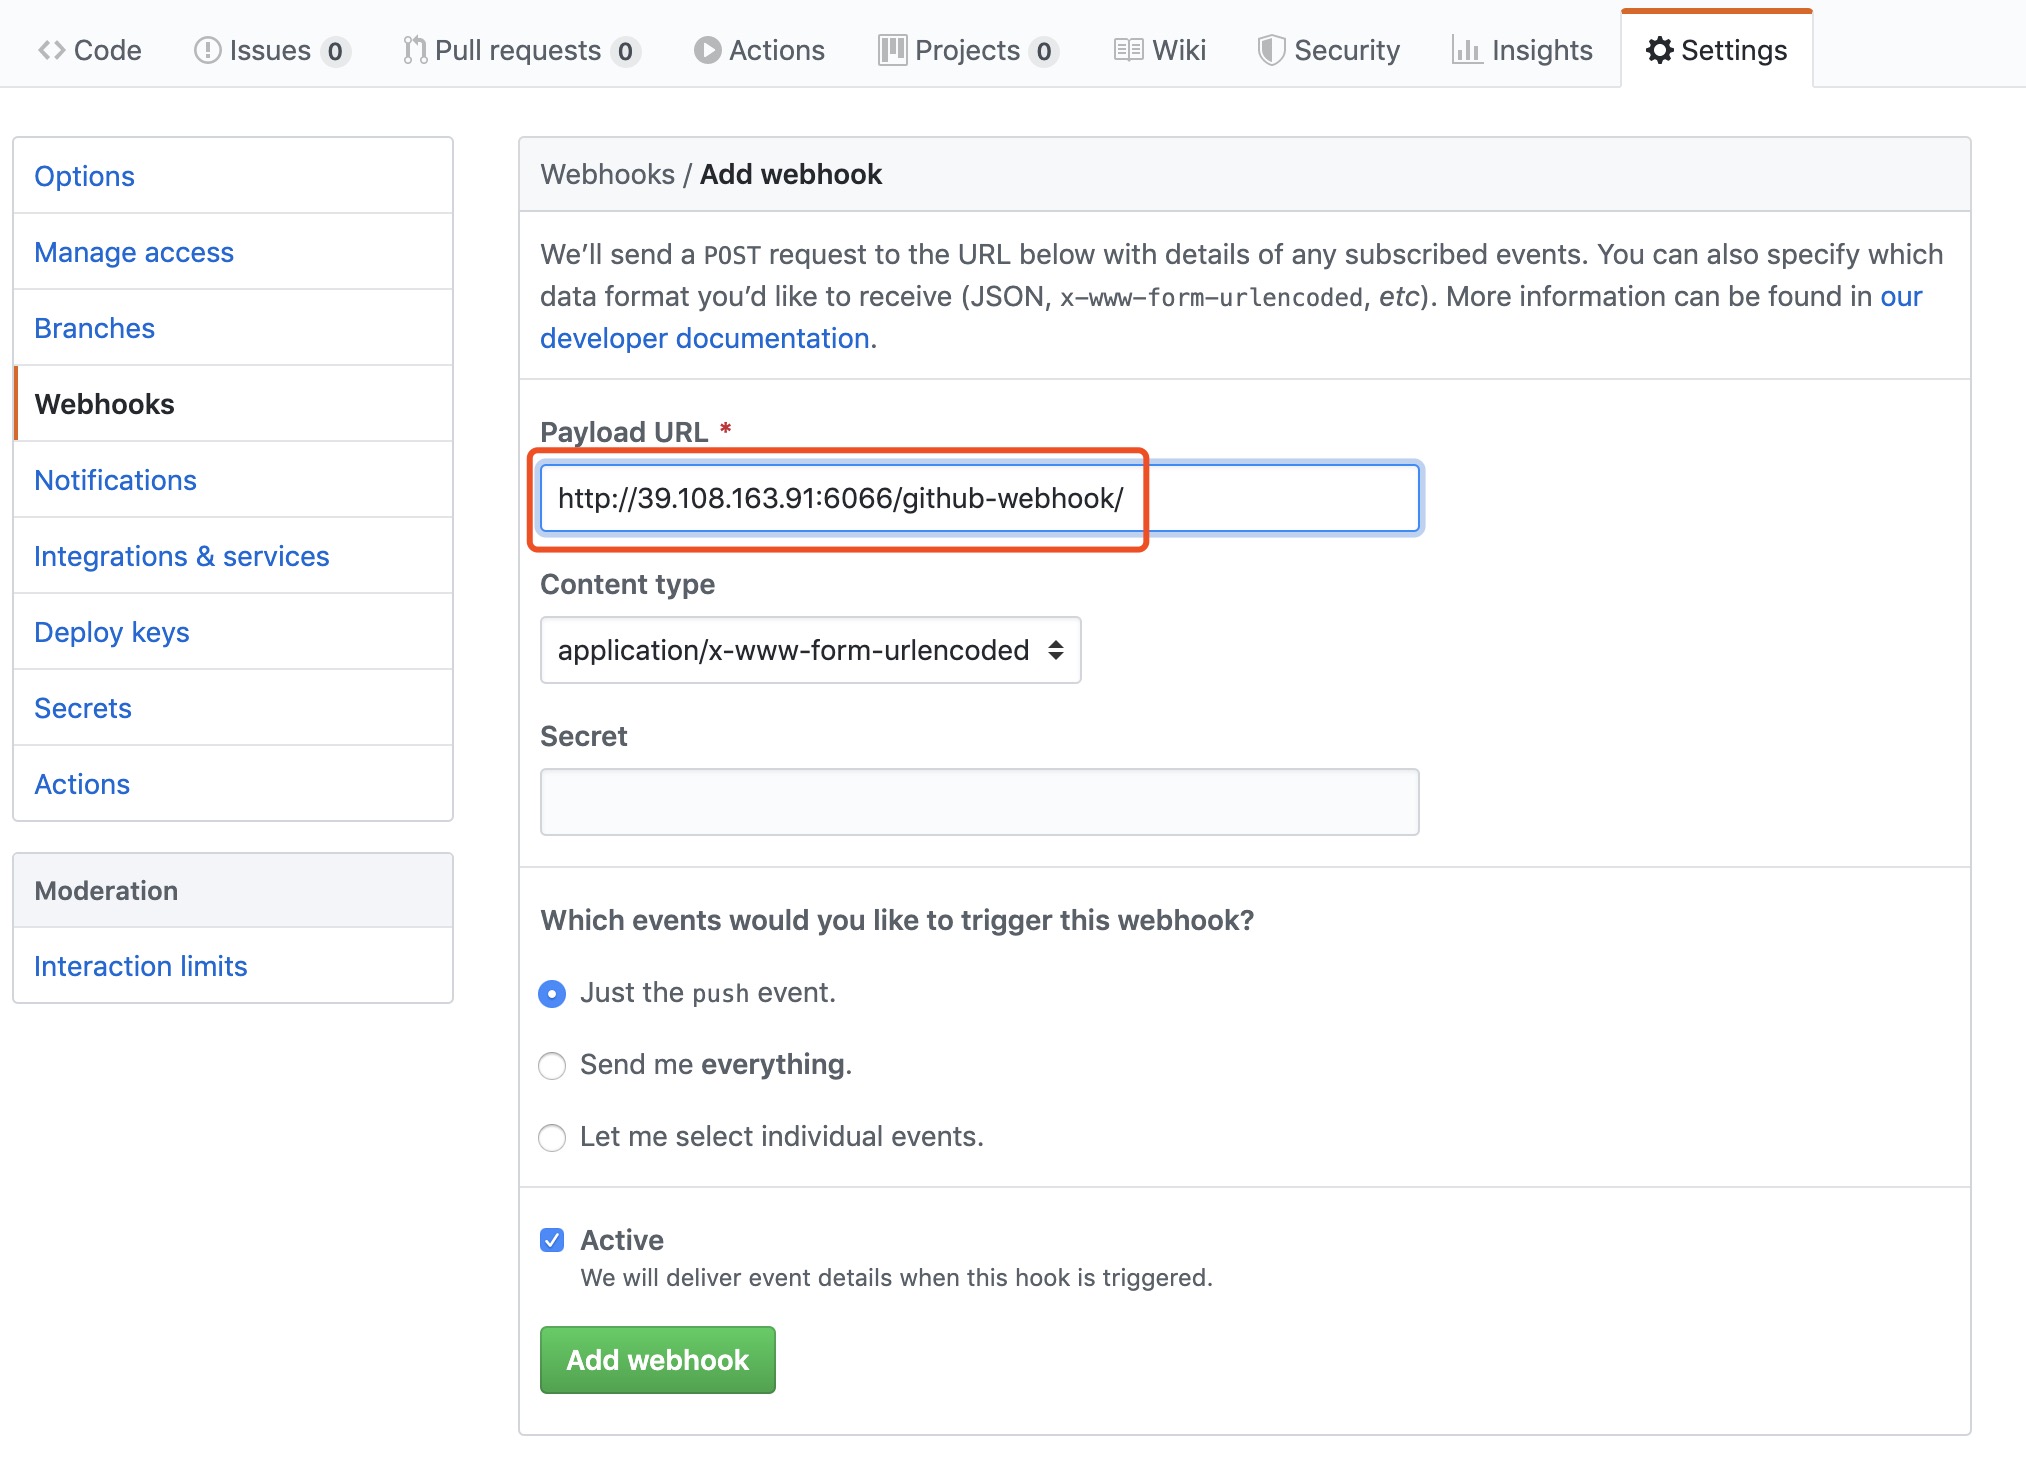 Code Issues 0 Pull requests 0 Actions Projects 0 Wiki Security Insights Settings
Options
Manage access
Branches
Webhooks
Notifications
Integrations & services
Deploy keys
Secrets
Actions
Moderation
Interaction limits
Webhooks / Add webhook
We’ll send a POST request to the URL below with details of any subscribed events. You can also specify which
data format you’d like to receive (JSON, x-www-form-urlencoded, etc). More information can be found in our
developer documentation.
Payload URL *
http://39.108.163.91:6066/github-webhook/
Content type
application/x-www-form-urlencoded
Secret
Which events would you like to trigger this webhook?
Just the push event.
Send me everything.
Let me select individual events.
Active
We will deliver event details when this hook is triggered.
Add webhook